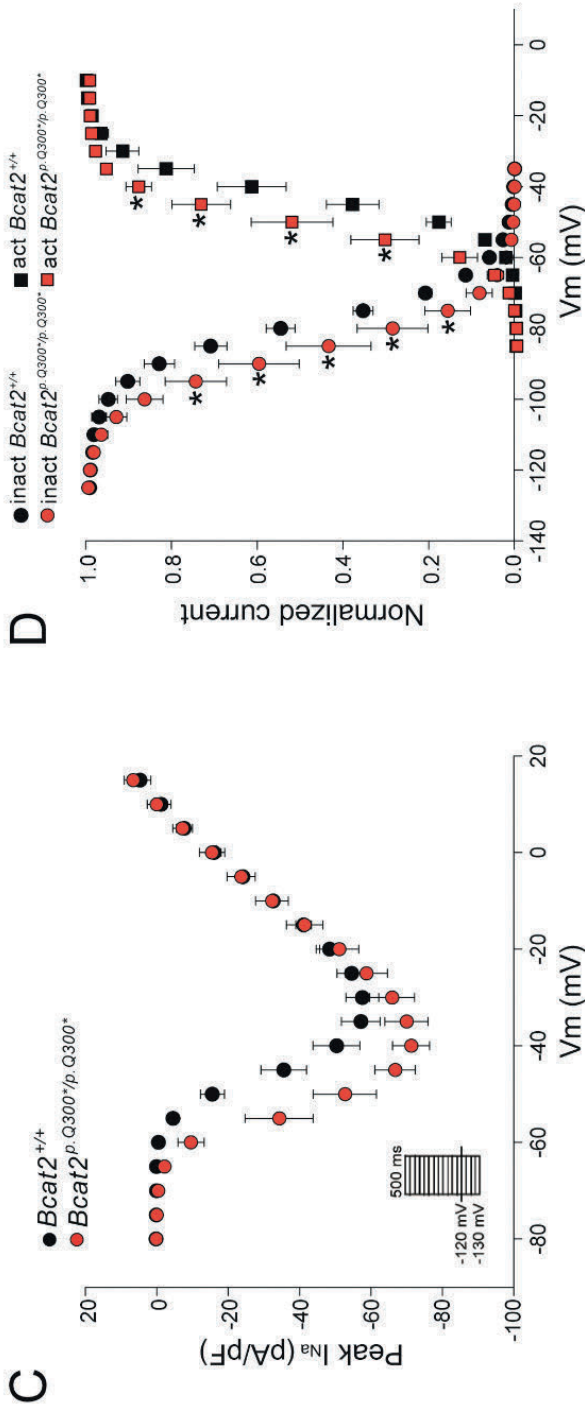 C
Bcat2+/+
Bcat2p.Q300*/p.Q300*
Peak INa (pA/pF)
20
0
-20
-40
-60
-80
-100
-80
-60
-40
-20
0
20
Vm (mV)
500 ms
-120 mV
-130 mV
D
inact Bcat2+/+
act Bcat2+/+
inact Bcat2p.Q300*/p.Q300*
act Bcat2p.Q300*/p.Q300*
Normalized current
1.0
0.8
0.6
0.4
0.2
0.0
* * * *
* * * * *
-140
-120
-100
-80
-60
-40
-20
0
Vm (mV)